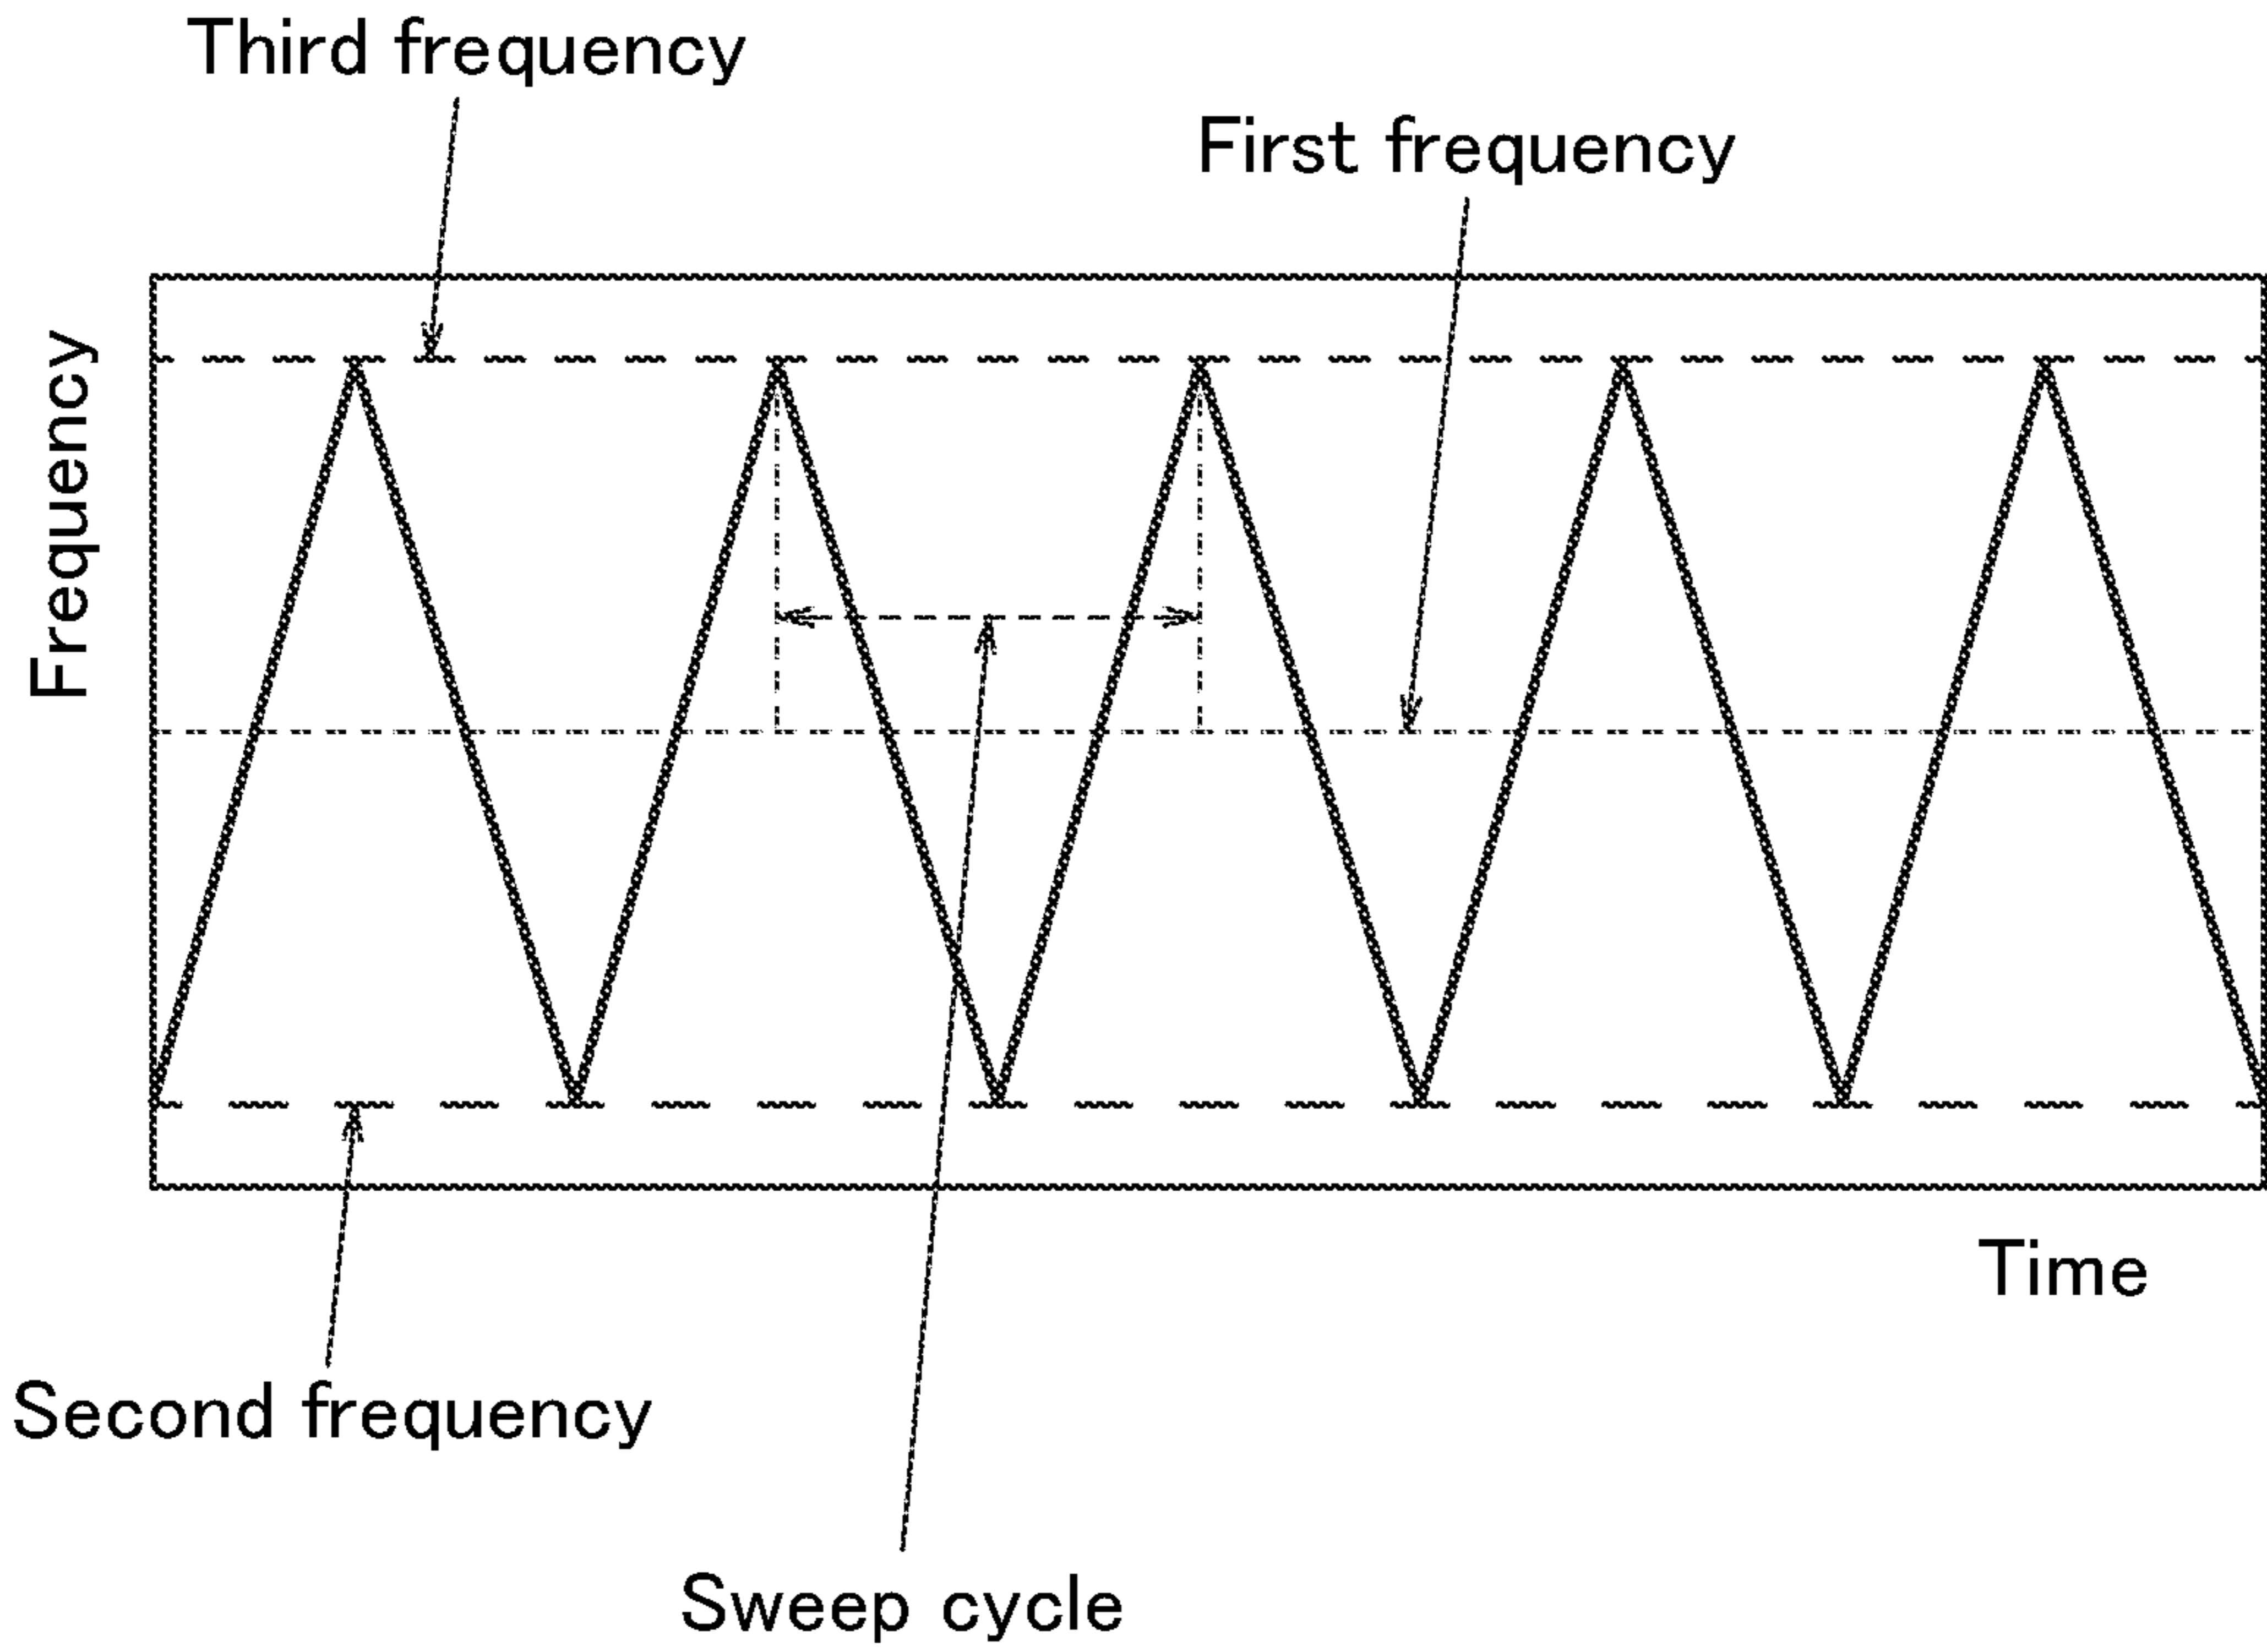 Third frequency
First frequency
Frequency
Time
Second frequency
Sweep cycle